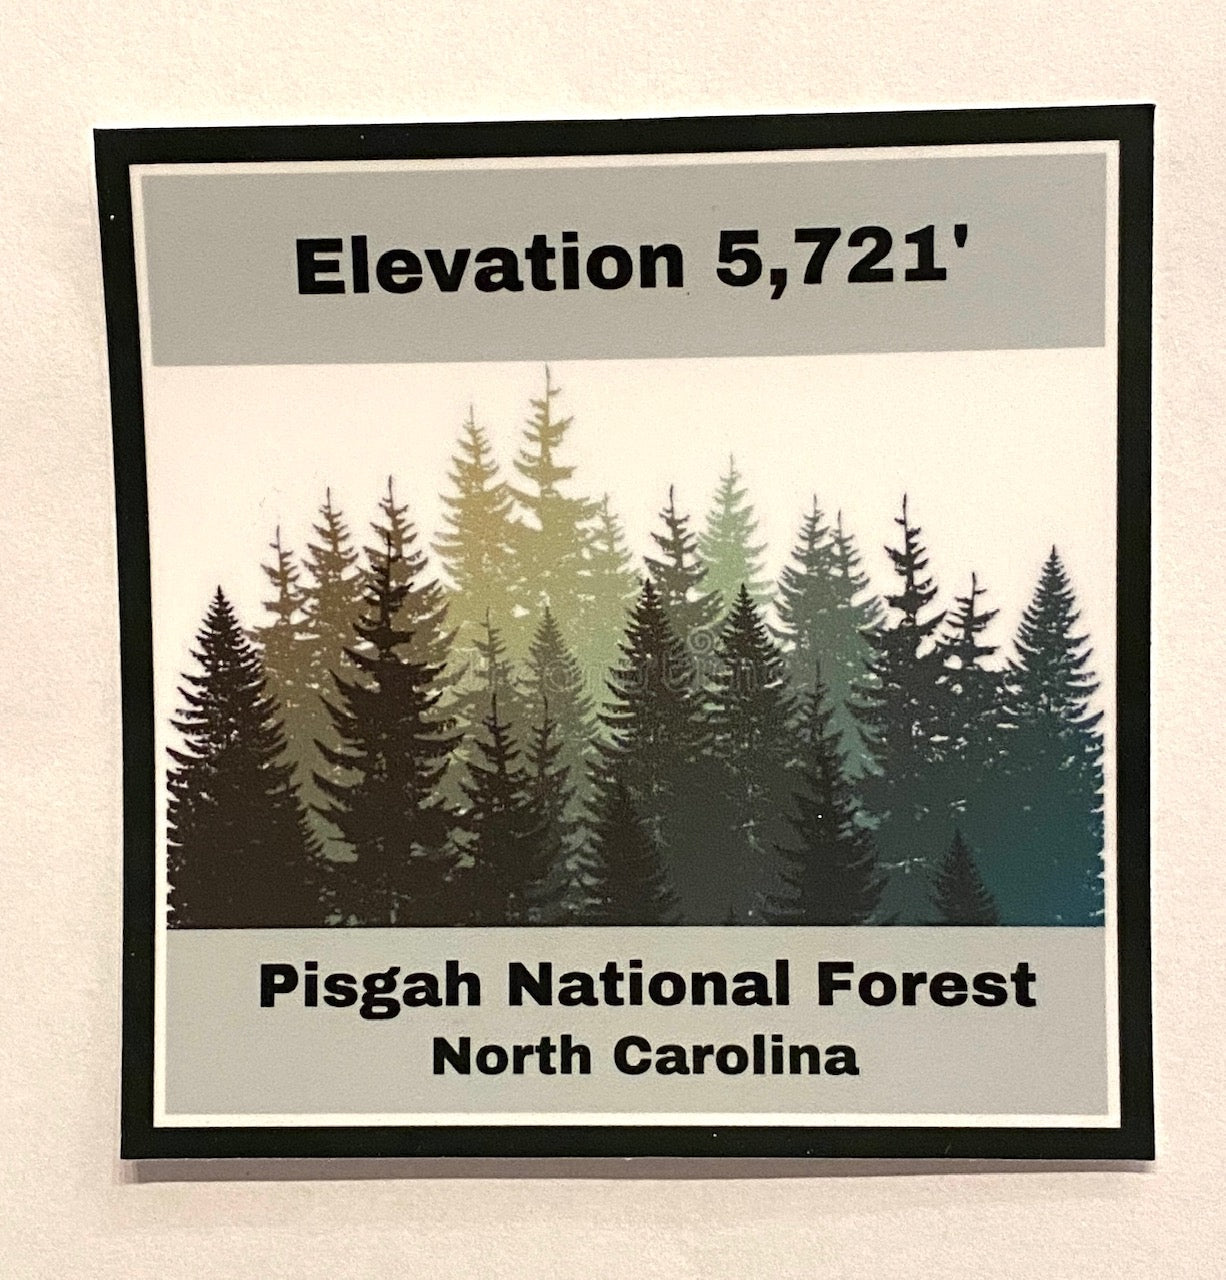 Elevation 5,721'
Pisgah National Forest
North Carolina